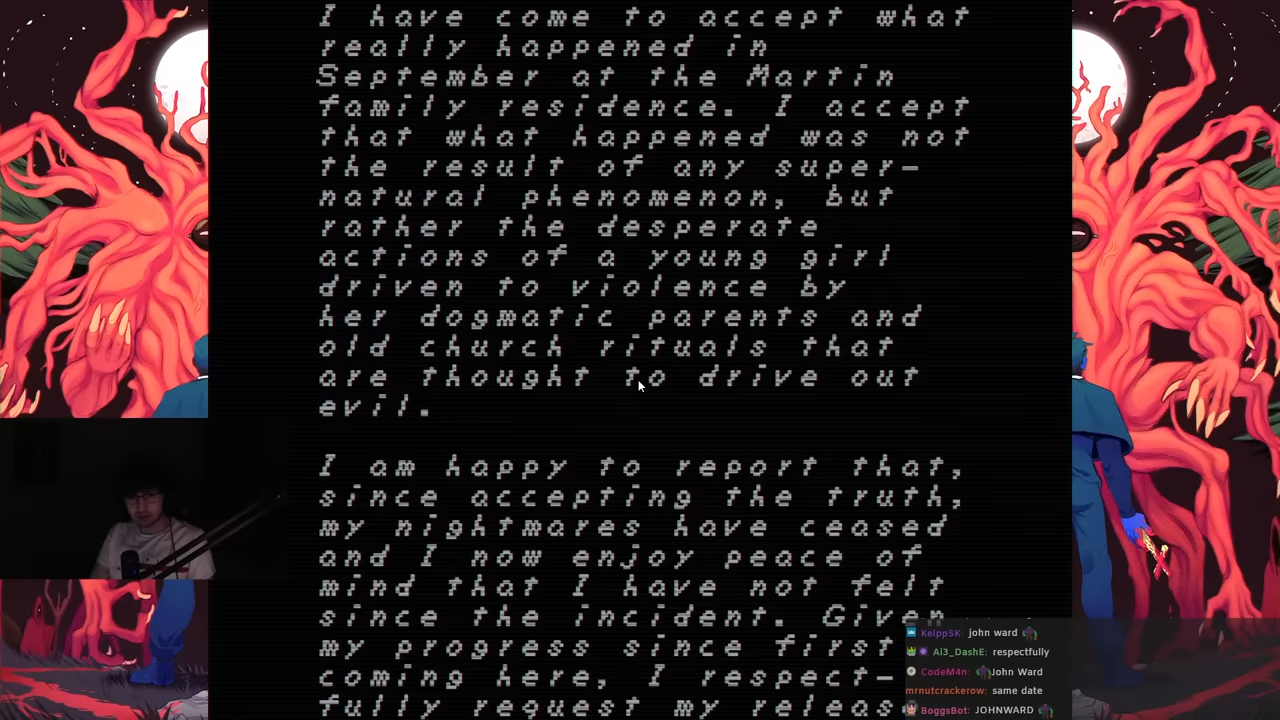 I have come to accept what
really happened in
September at the Martin
family residence. I accept
that what happened was not
the result of any super-
natural phenomenon, but
rather the desperate
actions of a young girl
driven to violence by
her dogmatic parents and
old church rituals that
are thought to drive out
evil.
I am happy to report that,
since accepting the truth,
my nightmares have ceased
and I now enjoy peace of
mind that I have not felt
since the incident. Given
my progress since first
coming here, I respect-
fully request my releas
KelppSK: john ward
Ai3_DashE: respectfully
CodeM4n: John Ward
mrnutcrackerow: same date
BoggsBot: JOHNWARD